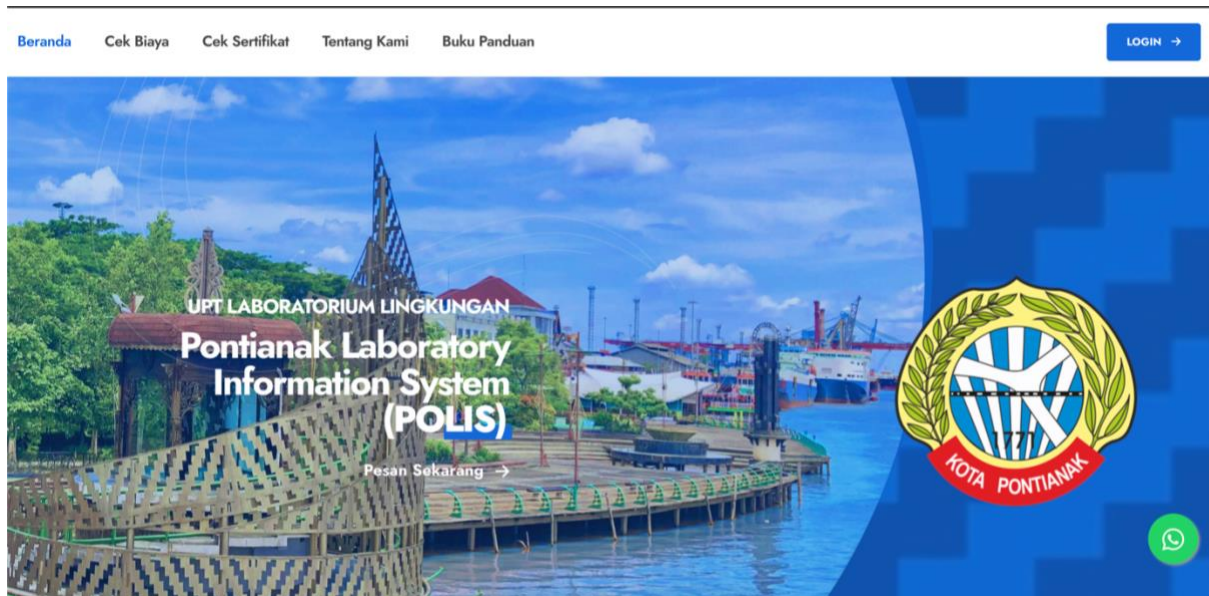 Beranda Cek Biaya Cek Sertifikat Tentang Kami Buku Panduan LOGIN →
UPT LABORATORIUM LINGKUNGAN
Pontianak Laboratory
Information System
(POLIS)
Pesan Sekarang →
1771
KOTA PONTIANAK